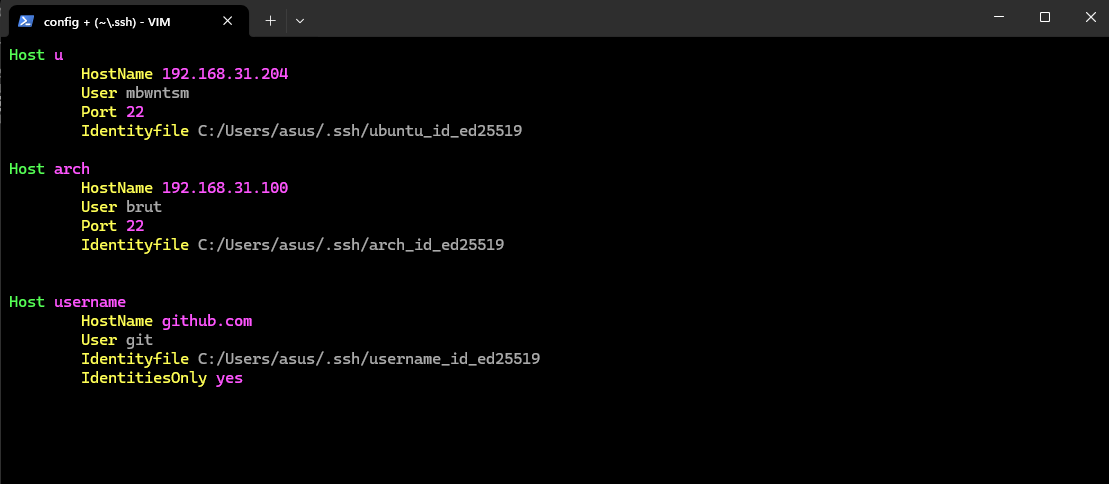 config + (~\.ssh) - VIM
Host u
HostName 192.168.31.204
User mbwntsm
Port 22
Identityfile C:/Users/asus/.ssh/ubuntu_id_ed25519
Host arch
HostName 192.168.31.100
User brut
Port 22
Identityfile C:/Users/asus/.ssh/arch_id_ed25519
Host username
HostName github.com
User git
Identityfile C:/Users/asus/.ssh/username_id_ed25519
IdentitiesOnly yes